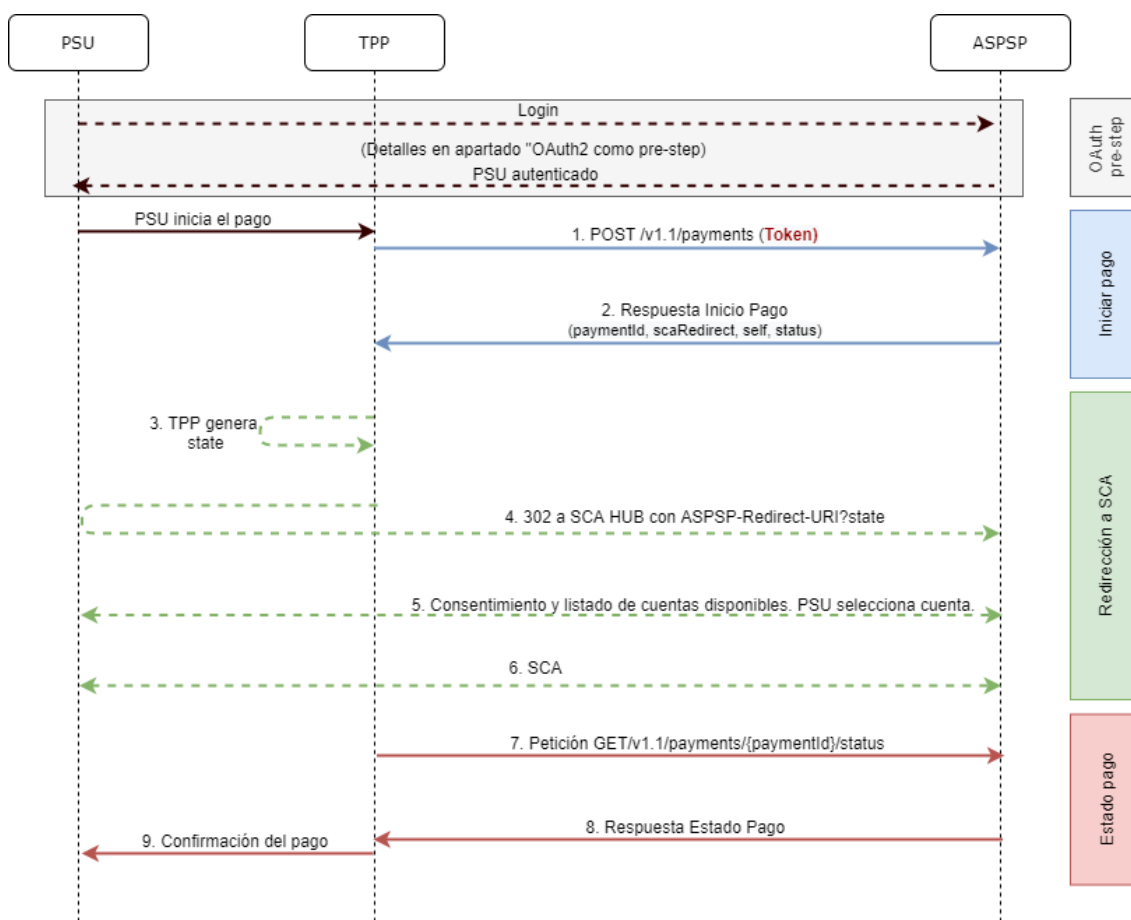 PSU
TPP
ASPSP
Login
(Detalles en apartado "OAuth2 como pre-step)
PSU autenticado
OAuth
pre-step
PSU inicia el pago
1. POST /v1.1/payments (Token)
2. Respuesta Inicio Pago
(paymentId, scaRedirect, self, status)
Iniciar pago
3. TPP genera
state
4. 302 a SCA HUB con ASPSP-Redirect-URI?state
5. Consentimiento y listado de cuentas disponibles. PSU selecciona cuenta.
6. SCA
Redirección a SCA
7. Petición GET/v1.1/payments/{paymentId}/status
8. Respuesta Estado Pago
9. Confirmación del pago
Estado pago